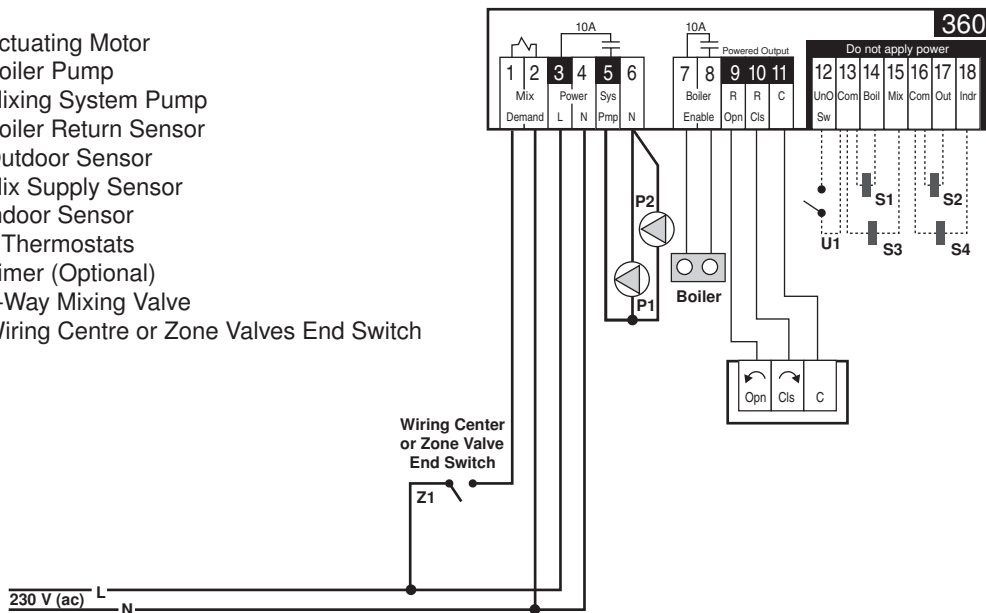 ctuating Motor
oiler Pump
ixing System Pump
oiler Return Sensor
utdoor Sensor
ix Supply Sensor
ndoor Sensor
Thermostats
imer (Optional)
-Way Mixing Valve
iring Centre or Zone Valves End Switch
360
10A
10A
Powered Output
Do not apply power
1 2 3 4 5 6 7 8 9 10 11 12 13 14 15 16 17 18
Mix Power Sys Boiler R R C UnO Com Boil Mix Com Out Indr
Demand L N Pmp N Enable Opn Cls Sw
S1
S2
P2
U1
S3
S4
P1
Boiler
Opn Cls C
Wiring Center
or Zone Valve
End Switch
Z1
L
230 V (ac)
N